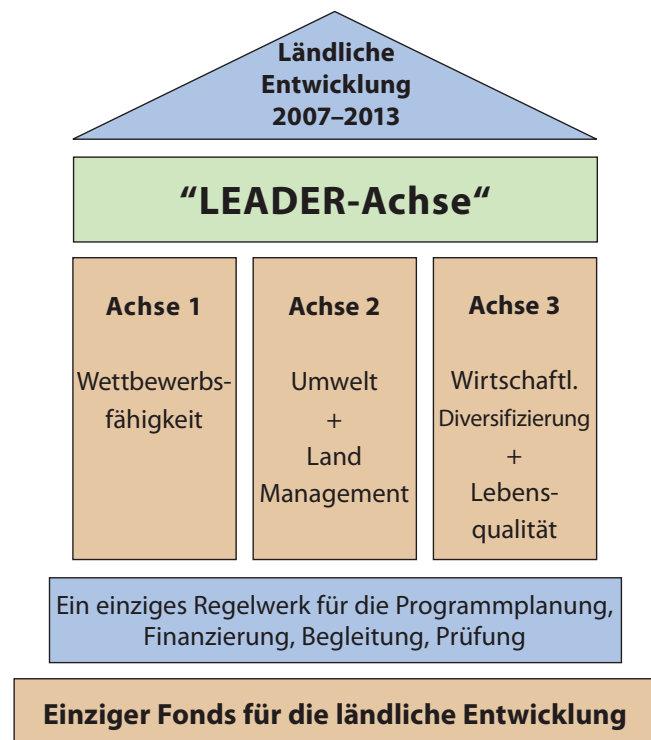 Ländliche
Entwicklung
2007–2013
“LEADER-Achse“
Achse 1
Wettbewerbs-
fähigkeit
Achse 2
Umwelt
+
Land
Management
Achse 3
Wirtschaftl.
Diversifizierung
+
Lebens-
qualität
Ein einziges Regelwerk für die Programmplanung,
Finanzierung, Begleitung, Prüfung
Einziger Fonds für die ländliche Entwicklung